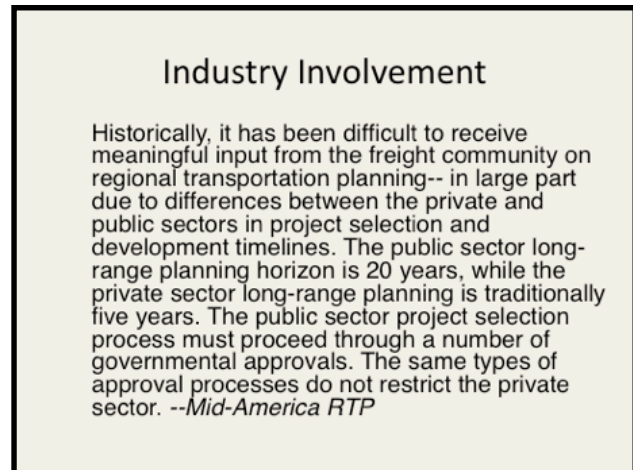 Industry Involvement
Historically, it has been difficult to receive
meaningful input from the freight community on
regional transportation planning-- in large part
due to differences between the private and
public sectors in project selection and
development timelines. The public sector long-
range planning horizon is 20 years, while the
private sector long-range planning is traditionally
five years. The public sector project selection
process must proceed through a number of
governmental approvals. The same types of
approval processes do not restrict the private
sector. --Mid-America RTP